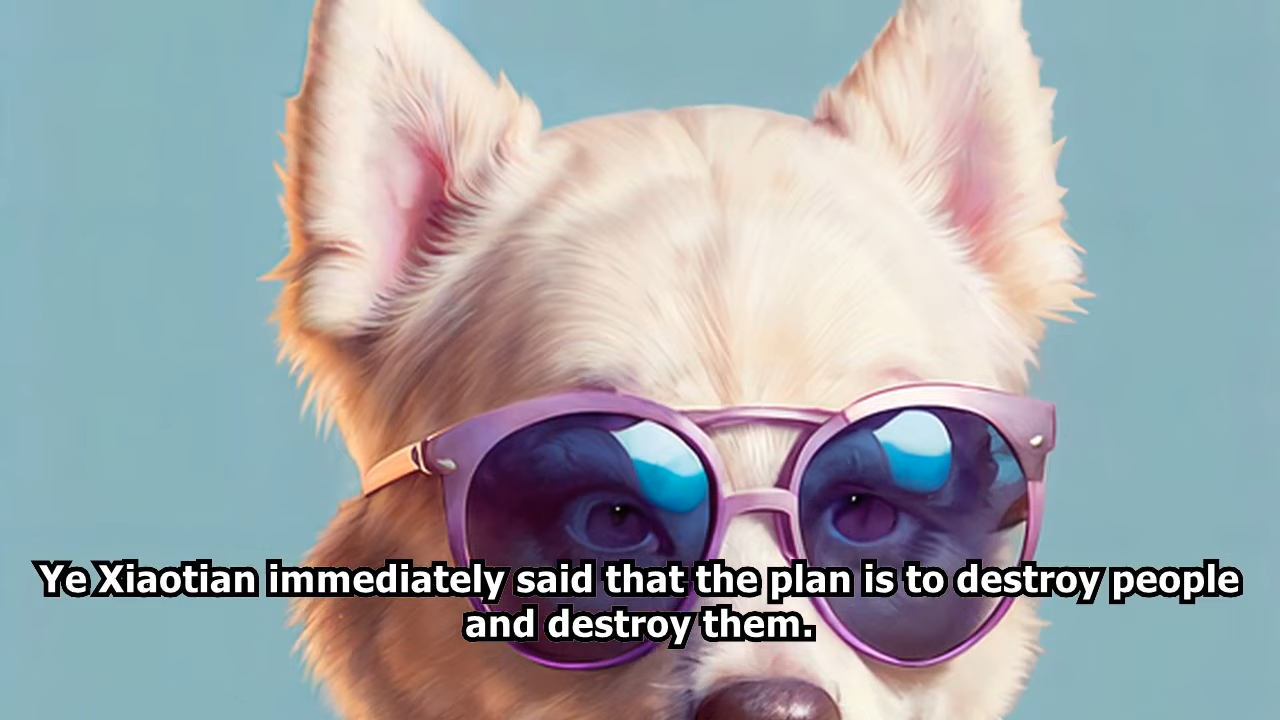 Ye Xiaotian immediately said that the plan is to destroy people
and destroy them.